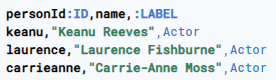 personId:ID,name,:LABEL
keanu,"Keanu Reeves",Actor
laurence,"Laurence Fishburne",Actor
carrieanne,"Carrie-Anne Moss",Actor